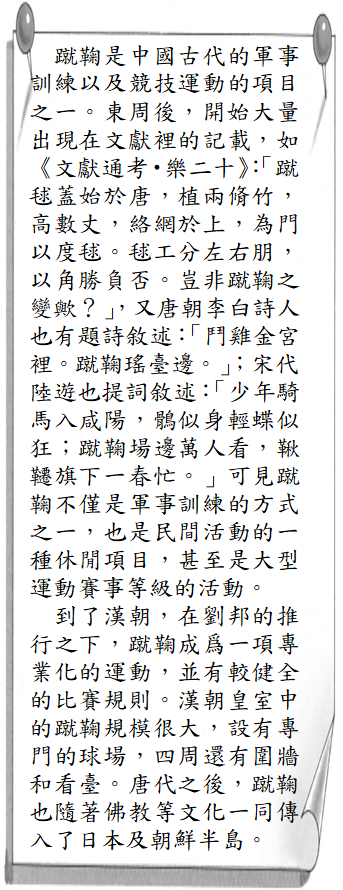 蹴鞠是中國古代的軍事
訓練以及競技運動的項目
之一。東周後，開始大量
出現在文獻裡的記載，如
《文獻通考‧樂二十》：「蹴
毬蓋始於唐，植兩脩竹，
高數丈，絡網於上，為門
以度毬。毬工分左右朋，
以角勝負否。豈非蹴鞠之
變歟？」，又唐朝李白詩人
也有題詩敘述：「鬥雞金宮
裡。蹴鞠瑤臺邊。」；宋代
陸遊也提詞敘述：「少年騎
馬入咸陽，鶻似身輕蝶似
狂；蹴鞠場邊萬人看，鞦
韆旗下一春忙。」可見蹴
鞠不僅是軍事訓練的方式
之一，也是民間活動的一
種休閒項目，甚至是大型
運動賽事等級的活動。
到了漢朝，在劉邦的推
行之下，蹴鞠成爲一項專
業化的運動，並有較健全
的比賽規則。漢朝皇室中
的蹴鞠規模很大，設有專
門的球場，四周還有圍牆
和看臺。唐代之後，蹴鞠
也隨著佛教等文化一同傳
入了日本及朝鮮半島。